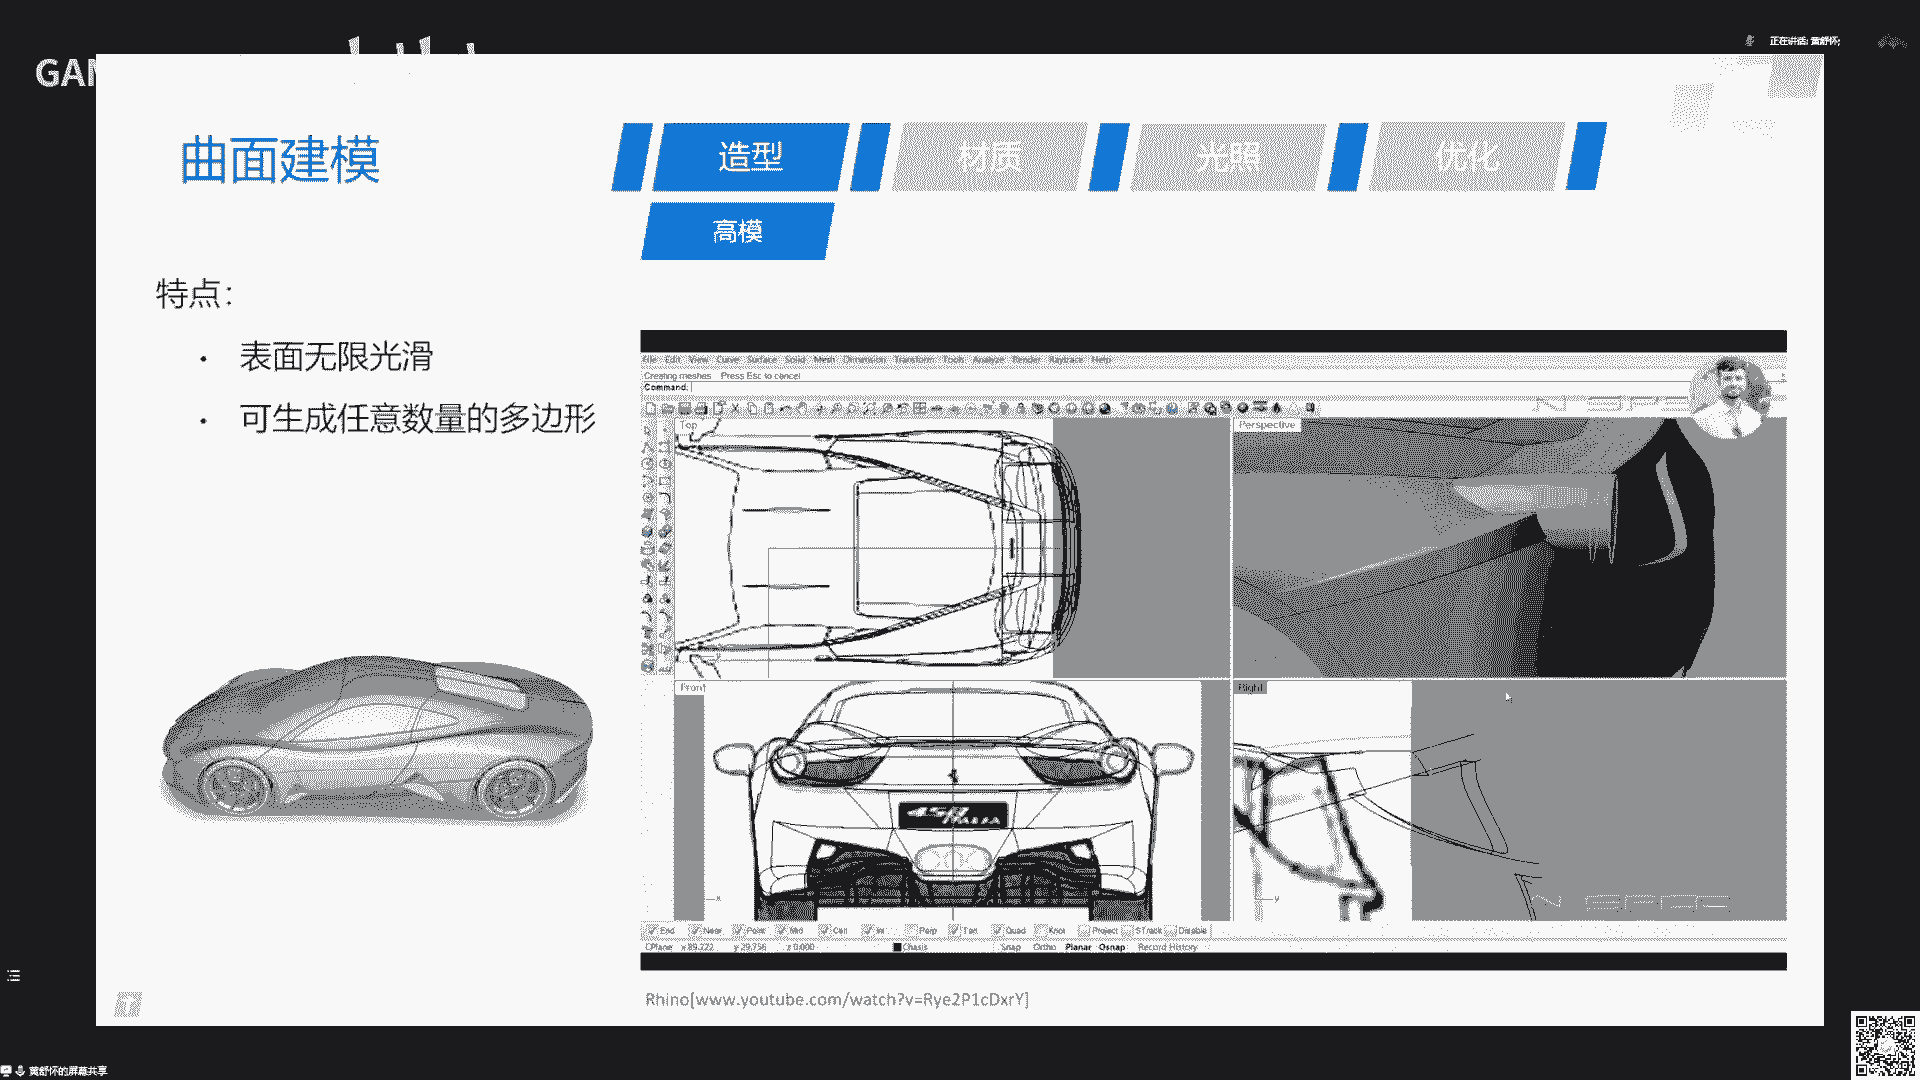 正在讲话: 黄舒怀;
GAM
曲面建模
造型
材质
光照
优化
高模
特点：
• 表面无限光滑
• 可生成任意数量的多边形
File Edit View Curve Surface Solid Mesh Dimension Transform Tools Analyze Render Raytrace Help
Creating meshes Press Esc to cancel
Command:
Top
Perspective
Front
Right
458
ITALIA
x
y
End Near Point Mid Cen Int Perp Tan Quad Knot Project STrack Disable
CPlane x 89.222 y 29.756 z 0.000 Chasis Snap Ortho Planar Osnap Record History
Rhino[www.youtube.com/watch?v=Rye2P1cDxrY]
T
黄舒怀的屏幕共享